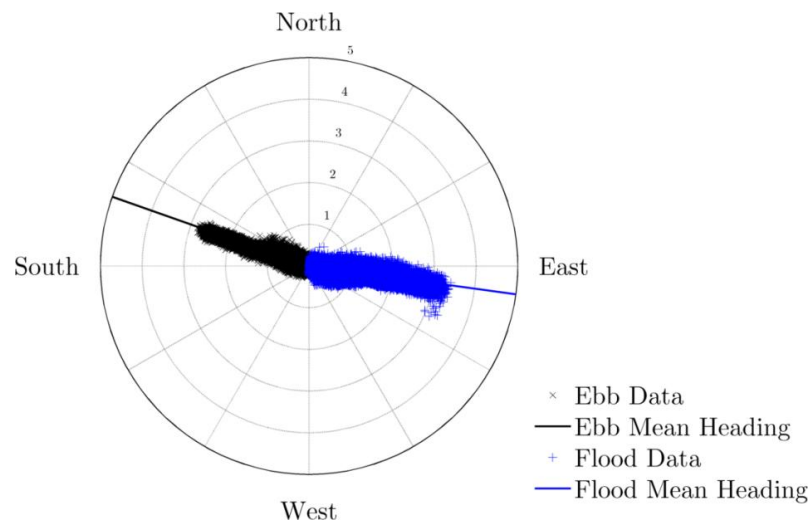 North
5
4
3
2
1
South
East
West
× Ebb Data
Ebb Mean Heading
+ Flood Data
Flood Mean Heading